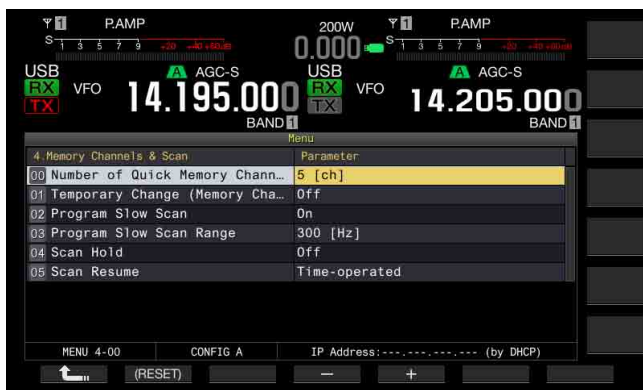 1 P.AMP 200W 1 P.AMP
S 1 3 5 7 9 +20 +40 +60dB 0.000 S 1 3 5 7 9 +20 +40 +60dB
USB A AGC-S USB A AGC-S
RX VFO 14.195.000 RX VFO 14.205.000
TX BAND 1 TX BAND 1
Menu
4.Memory Channels & Scan Parameter
00 Number of Quick Memory Chann… 5 [ch]
01 Temporary Change (Memory Cha… Off
02 Program Slow Scan On
03 Program Slow Scan Range 300 [Hz]
04 Scan Hold Off
05 Scan Resume Time-operated
MENU 4-00 CONFIG A IP Address:---.---.---.--- (by DHCP)
(RESET) − +